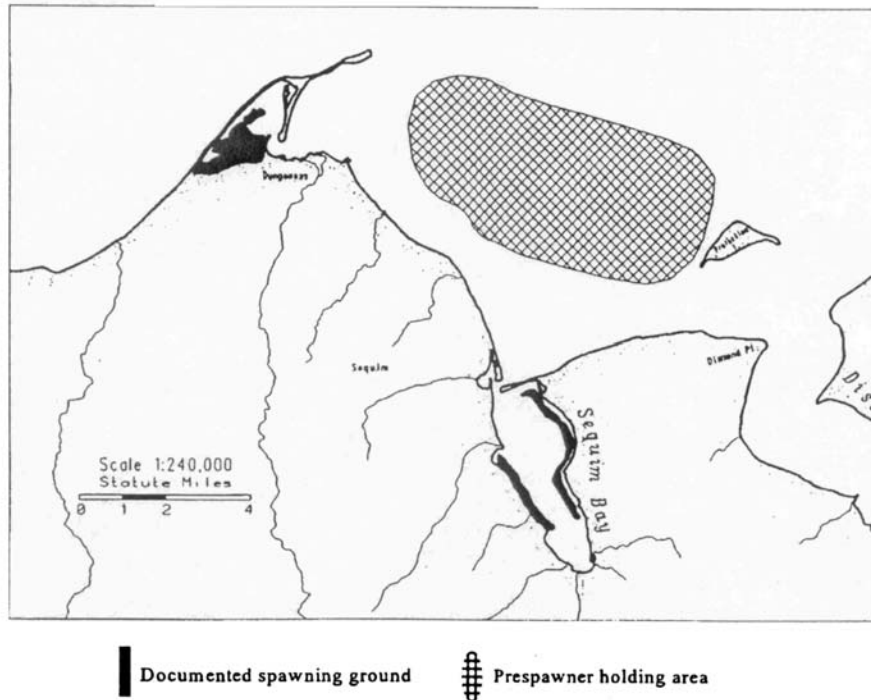 Dungeness
Protection
Sequim
Diamond Pt.
Disc
Sequim Bay
Scale 1:240,000
Statute Miles
0 1 2 4
Documented spawning ground
Prespawner holding area